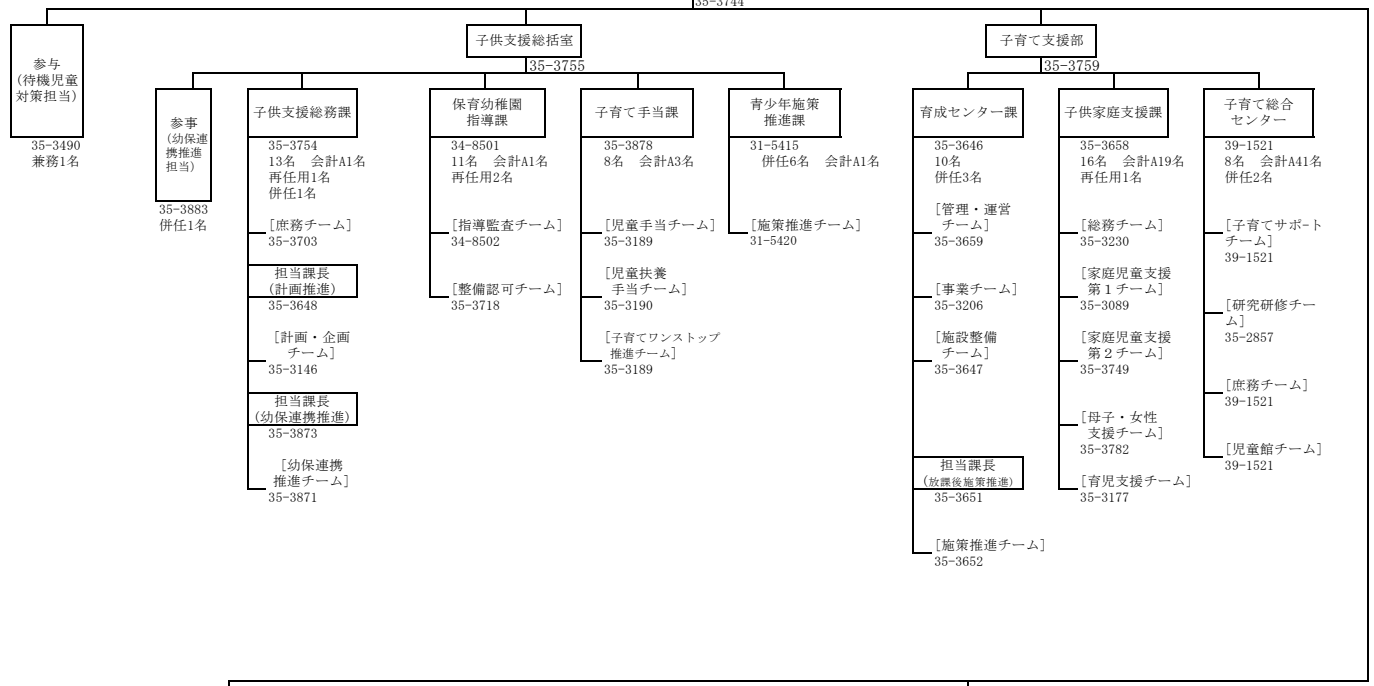 35-3744
参与
(待機児童
対策担当)
35-3490
兼務1名
子供支援総括室
35-3755
参事
(幼保連
携推進
担当)
35-3883
併任1名
子供支援総務課
35-3754
13名　会計A1名
再任用1名
併任1名
[庶務チーム]
35-3703
担当課長
(計画推進)
35-3648
[計画・企画
チーム]
35-3146
担当課長
(幼保連携推進)
35-3873
[幼保連携
推進チーム]
35-3871
保育幼稚園
指導課
34-8501
11名　会計A1名
再任用2名
[指導監査チーム]
34-8502
[整備認可チーム]
35-3718
子育て手当課
35-3878
8名　会計A3名
[児童手当チーム]
35-3189
[児童扶養
手当チーム]
35-3190
[子育てワンストップ
推進チーム]
35-3189
青少年施策
推進課
31-5415
併任6名　会計A1名
[施策推進チーム]
31-5420
子育て支援部
35-3759
育成センター課
35-3646
10名
併任3名
[管理・運営
チーム]
35-3659
[事業チーム]
35-3206
[施設整備
チーム]
35-3647
担当課長
(放課後施策推進)
35-3651
[施策推進チーム]
35-3652
子供家庭支援課
35-3658
16名　会計A19名
再任用1名
[総務チーム]
35-3230
[家庭児童支援
第１チーム]
35-3089
[家庭児童支援
第２チーム]
35-3749
[母子・女性
支援チーム]
35-3782
[育児支援チーム]
35-3177
子育て総合
センター
39-1521
8名　会計A41名
併任2名
[子育てサポート
チーム]
39-1521
[研究研修チー
ム]
35-2857
[庶務チーム]
39-1521
[児童館チーム]
39-1521